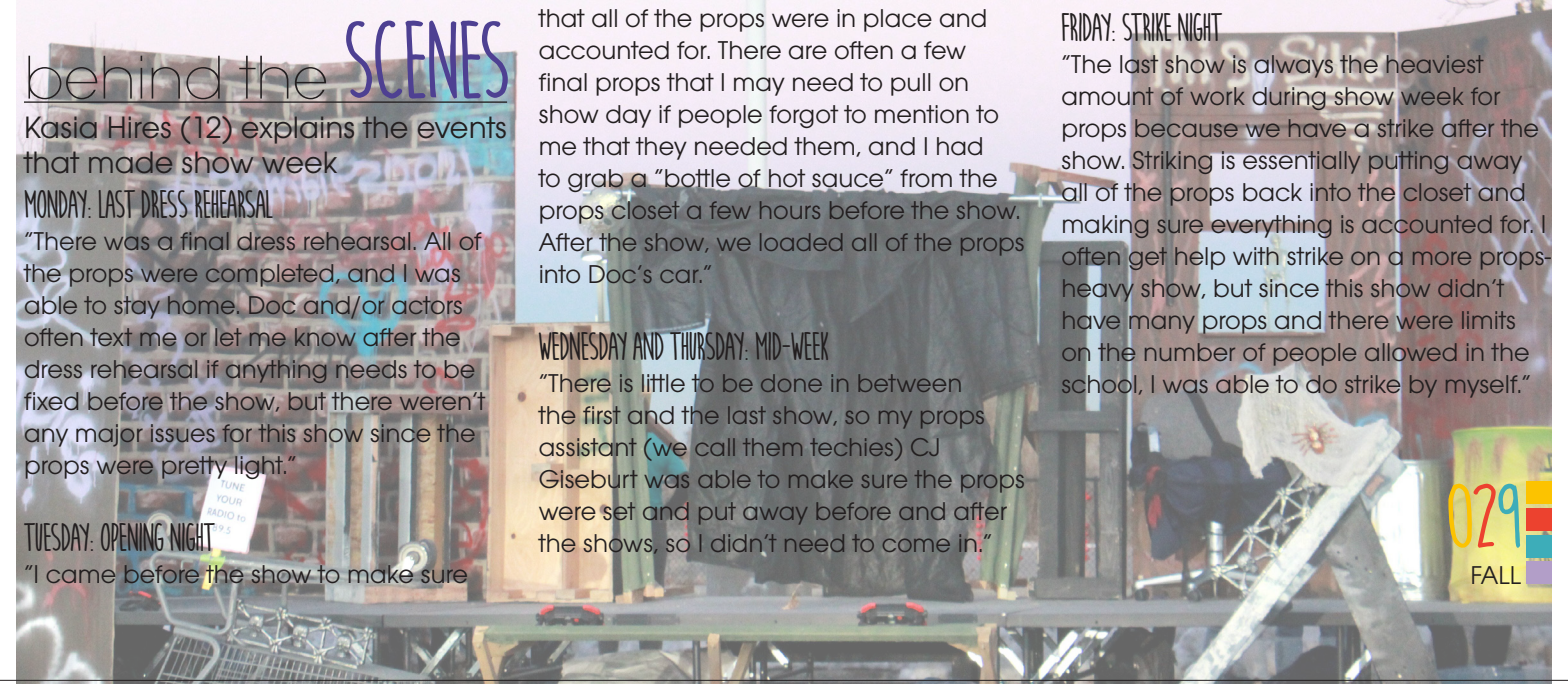 behind the SCENES
Kasia Hires (12) explains the events
that made show week
MONDAY: LAST DRESS REHEARSAL
"There was a final dress rehearsal. All of
the props were completed, and I was
able to stay home. Doc and/or actors
often text me or let me know after the
dress rehearsal if anything needs to be
fixed before the show, but there weren't
any major issues for this show since the
props were pretty light."
TUNE
YOUR
RADIO to
89.5
TUESDAY: OPENING NIGHT
"I came before the show to make sure
that all of the props were in place and
accounted for. There are often a few
final props that I may need to pull on
show day if people forgot to mention to
me that they needed them, and I had
to grab a "bottle of hot sauce" from the
props closet a few hours before the show.
After the show, we loaded all of the props
into Doc's car."
WEDNESDAY AND THURSDAY: MID-WEEK
"There is little to be done in between
the first and the last show, so my props
assistant (we call them techies) CJ
Giseburt was able to make sure the props
were set and put away before and after
the shows, so I didn't need to come in."
FRIDAY: STRIKE NIGHT
"The last show is always the heaviest
amount of work during show week for
props because we have a strike after the
show. Striking is essentially putting away
all of the props back into the closet and
making sure everything is accounted for. I
often get help with strike on a more props-
heavy show, but since this show didn't
have many props and there were limits
on the number of people allowed in the
school, I was able to do strike by myself."
029
FALL